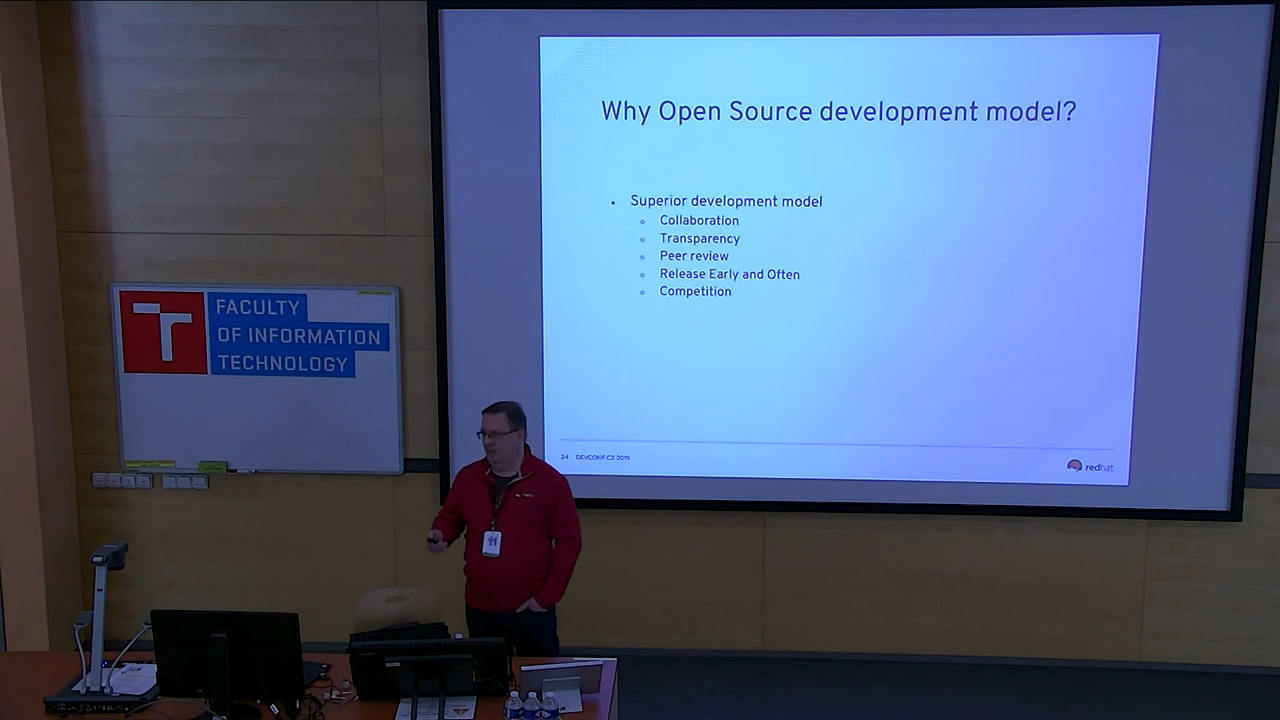 Why Open Source development model?
Superior development model
Collaboration
Transparency
Peer review
Release Early and Often
Competition
24 DEVCONF.CZ 2019
redhat
FACULTY
OF INFORMATION
TECHNOLOGY